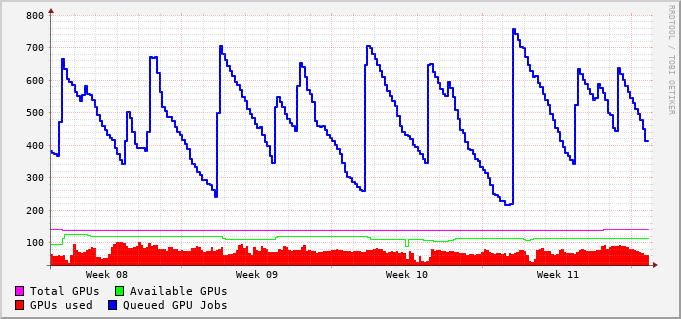 800
700
600
500
400
300
200
100
Week 08 Week 09 Week 10 Week 11
Total GPUs Available GPUs
GPUs used Queued GPU Jobs
RRDTOOL / TOBI OETIKER